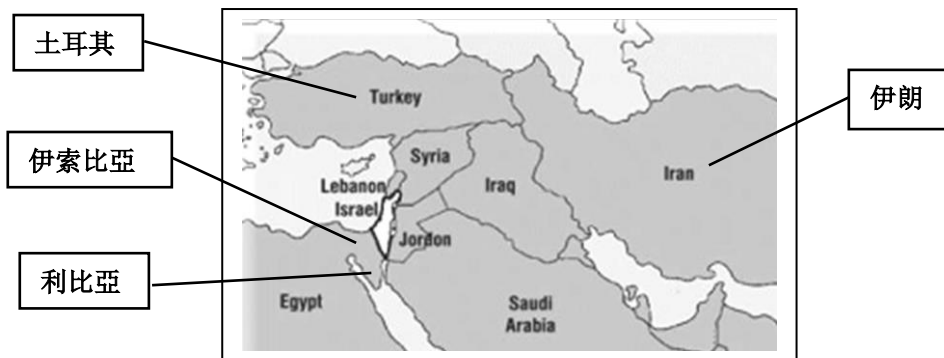 土耳其
伊朗
伊索比亞
利比亞
Turkey
Syria
Lebanon
Israel
Iraq
Iran
Jordon
Egypt
Saudi
Arabia